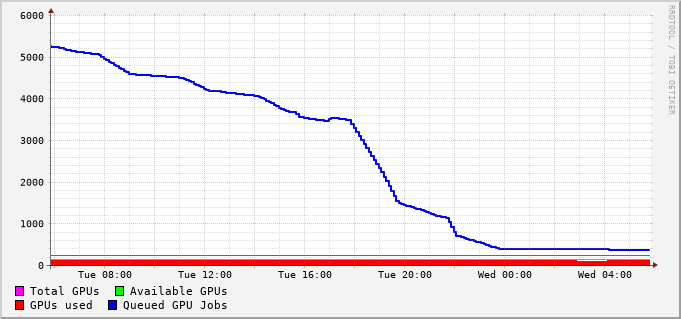 6000
5000
4000
3000
2000
1000
0
Tue 08:00 Tue 12:00 Tue 16:00 Tue 20:00 Wed 00:00 Wed 04:00
Total GPUs Available GPUs
GPUs used Queued GPU Jobs
RRDTOOL / TOBI OETIKER